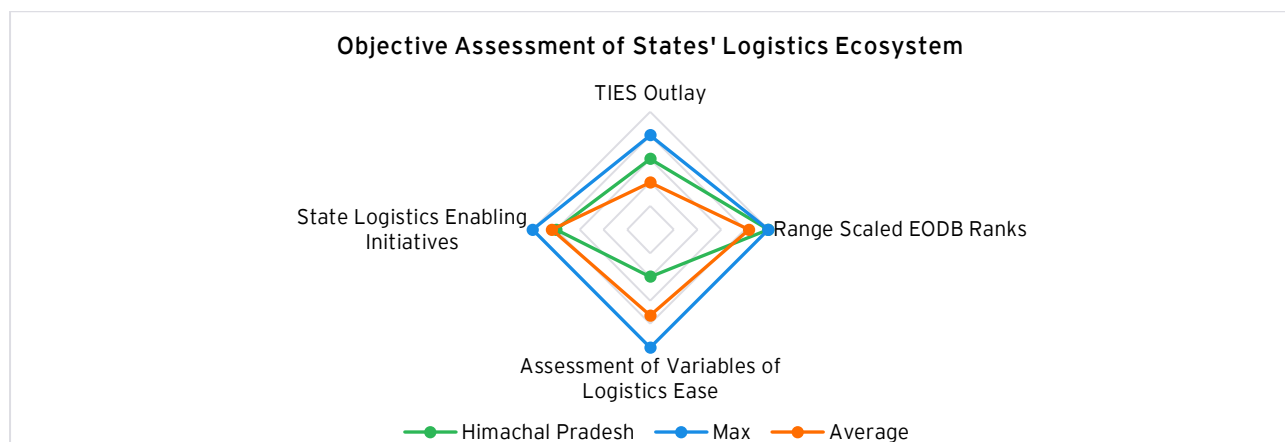 Objective Assessment of States' Logistics Ecosystem
TIES Outlay
State Logistics Enabling
Initiatives
Range Scaled EODB Ranks
Assessment of Variables of
Logistics Ease
Himachal Pradesh
Max
Average